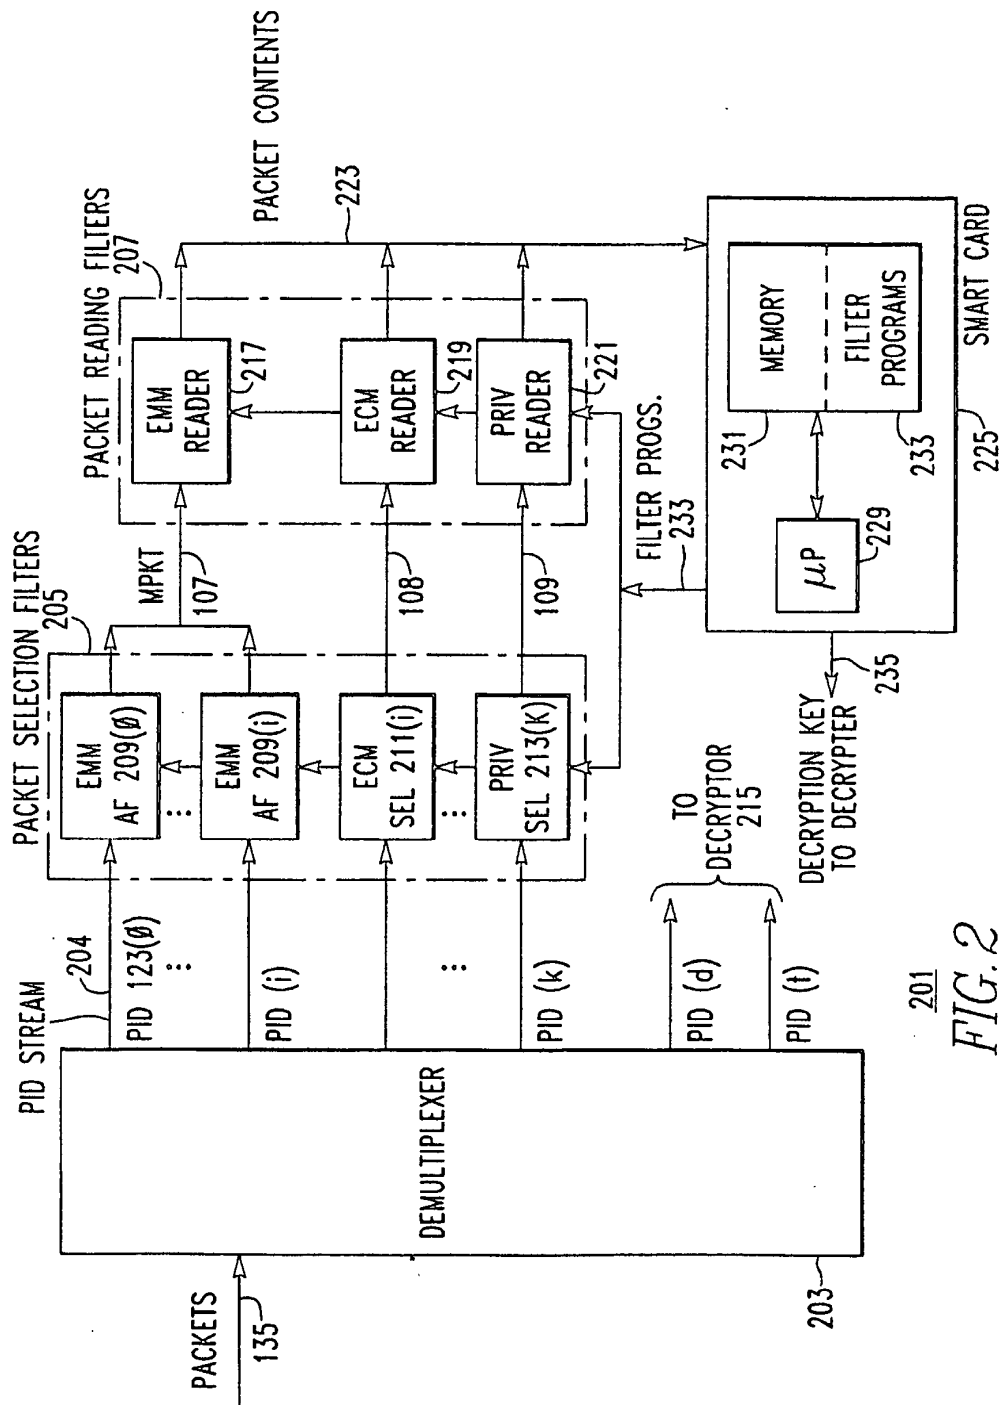 PACKETS
135
DEMULTIPLEXER
203
PID STREAM
204
PID 123(Ø)
PID (i)
PID (k)
PID (d)
PID (t)
TO
DECRYPTOR
215
PACKET SELECTION FILTERS
205
EMM
AF 209(Ø)
EMM
AF 209(i)
ECM
SEL 211(i)
PRIV
SEL 213(k)
MPKT
107
108
109
PACKET READING FILTERS
207
EMM
READER
217
ECM
READER
219
PRIV
READER
221
PACKET CONTENTS
223
FILTER PROGS.
233
DECRYPTION KEY
TO DECRYPTER
235
μP
229
MEMORY
231
FILTER
PROGRAMS
233
225
SMART CARD
201
FIG. 2